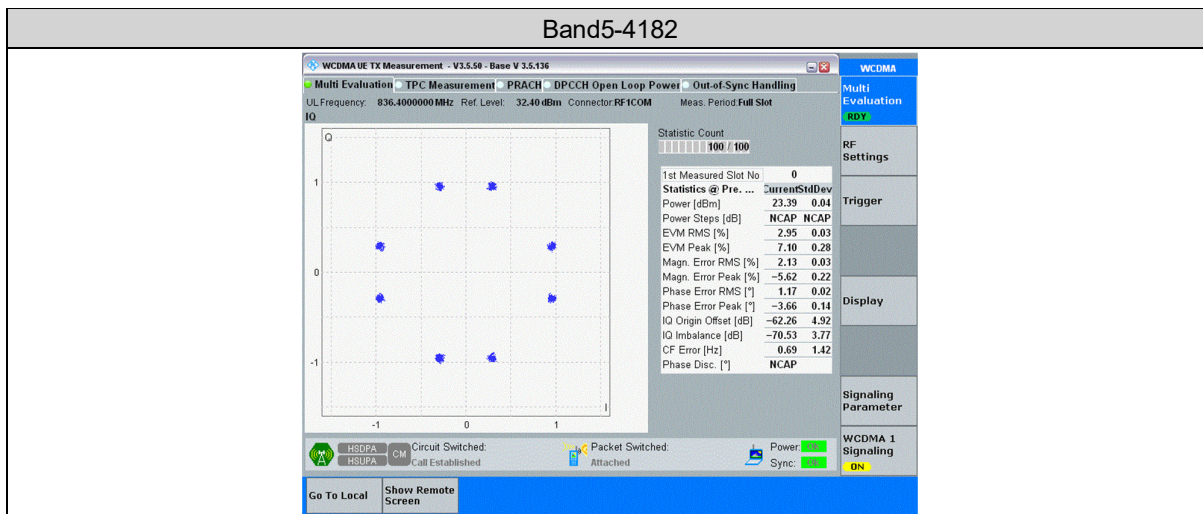 Band5-4182
WCDMA UE TX Measurement - V3.5.50 - Base V 3.5.136
WCDMA
Multi Evaluation TPC Measurement PRACH DPCCH Open Loop Power Out-of-Sync Handling
Multi
Evaluation
RDY
UL Frequency: 836.4000000 MHz Ref. Level: 32.40 dBm Connector:RF1COM Meas. Period:Full Slot
IQ
Q
1
0
-1
I
-1 0 1
Statistic Count
100 / 100
1st Measured Slot No 0
Statistics @ Pre. ... CurrentStdDev
Power [dBm] 23.39 0.04
Power Steps [dB] NCAP NCAP
EVM RMS [%] 2.95 0.03
EVM Peak [%] 7.10 0.28
Magn. Error RMS [%] 2.13 0.03
Magn. Error Peak [%] −5.62 0.22
Phase Error RMS [°] 1.17 0.02
Phase Error Peak [°] −3.66 0.14
IQ Origin Offset [dB] −62.26 4.92
IQ Imbalance [dB] −70.53 3.77
CF Error [Hz] 0.69 1.42
Phase Disc. [°] NCAP
RF
Settings
Trigger
Display
Signaling
Parameter
WCDMA 1
Signaling
ON
HSDPA
HSUPA
CM
Circuit Switched:
Call Established
Packet Switched:
Attached
Power: OK
Sync: OK
Go To Local
Show Remote
Screen